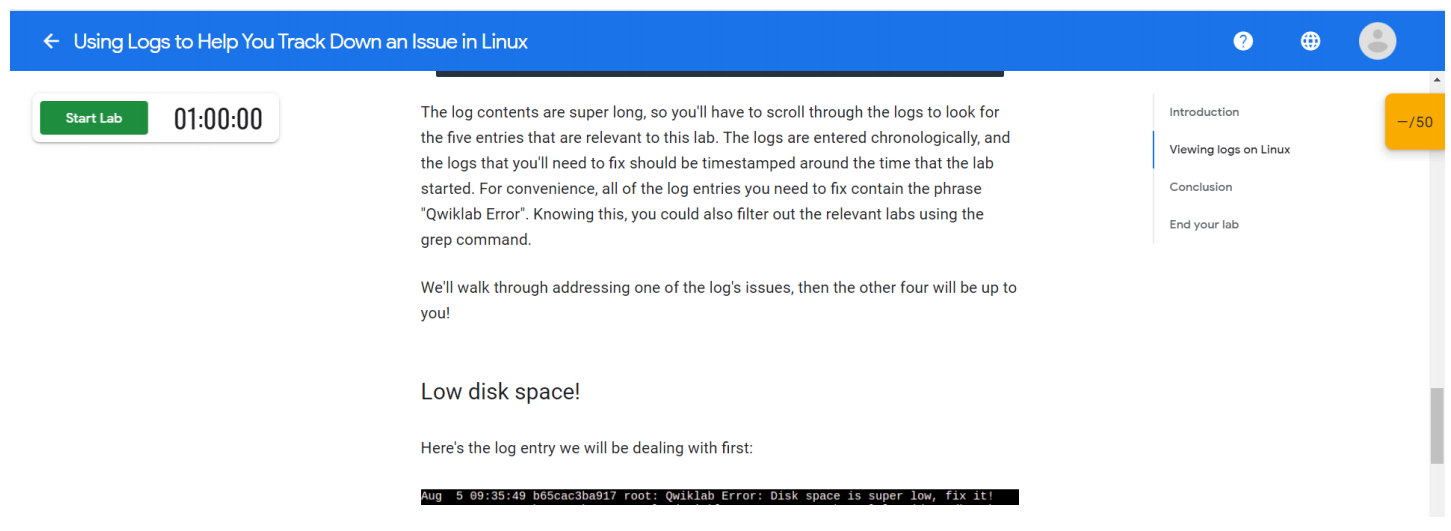 Using Logs to Help You Track Down an Issue in Linux
Start Lab
01:00:00
The log contents are super long, so you'll have to scroll through the logs to look for
the five entries that are relevant to this lab. The logs are entered chronologically, and
the logs that you'll need to fix should be timestamped around the time that the lab
started. For convenience, all of the log entries you need to fix contain the phrase
"Qwiklab Error". Knowing this, you could also filter out the relevant labs using the
grep command.
We'll walk through addressing one of the log's issues, then the other four will be up to
you!
Low disk space!
Here's the log entry we will be dealing with first:
Aug  5 09:35:49 b65cac3ba917 root: Qwiklab Error: Disk space is super low, fix it!
Introduction
Viewing logs on Linux
Conclusion
End your lab
—/50